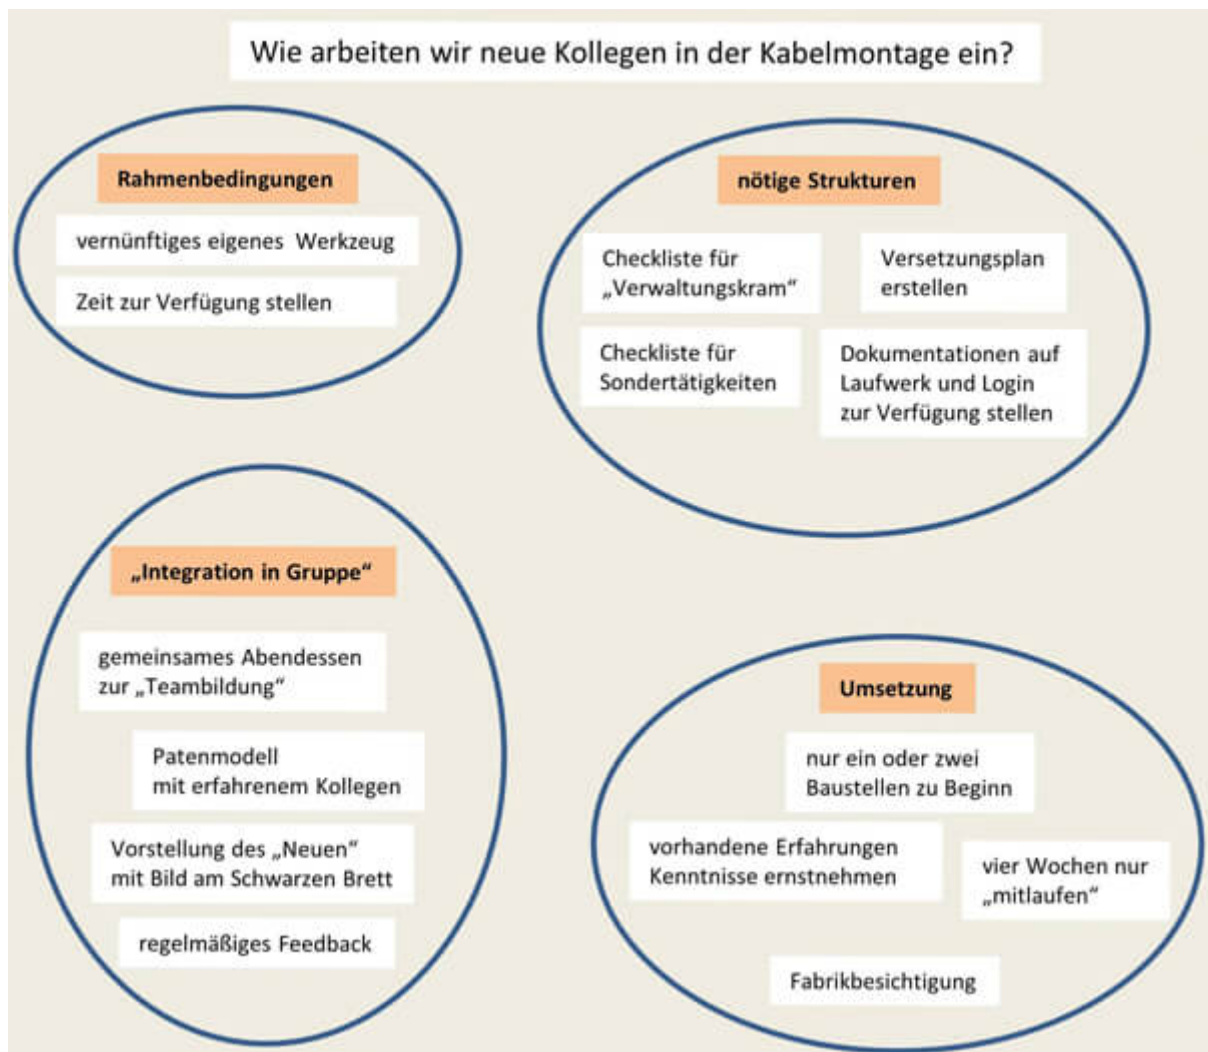 Wie arbeiten wir neue Kollegen in der Kabelmontage ein?
Rahmenbedingungen
vernünftiges eigenes Werkzeug
Zeit zur Verfügung stellen
nötige Strukturen
Checkliste für
„Verwaltungskram“
Versetzungsplan
erstellen
Checkliste für
Sondertätigkeiten
Dokumentationen auf
Laufwerk und Login
zur Verfügung stellen
„Integration in Gruppe“
gemeinsames Abendessen
zur „Teambildung“
Patenmodell
mit erfahrenem Kollegen
Vorstellung des „Neuen“
mit Bild am Schwarzen Brett
regelmäßiges Feedback
Umsetzung
nur ein oder zwei
Baustellen zu Beginn
vorhandene Erfahrungen
Kenntnisse ernstnehmen
vier Wochen nur
„mitlaufen“
Fabrikbesichtigung